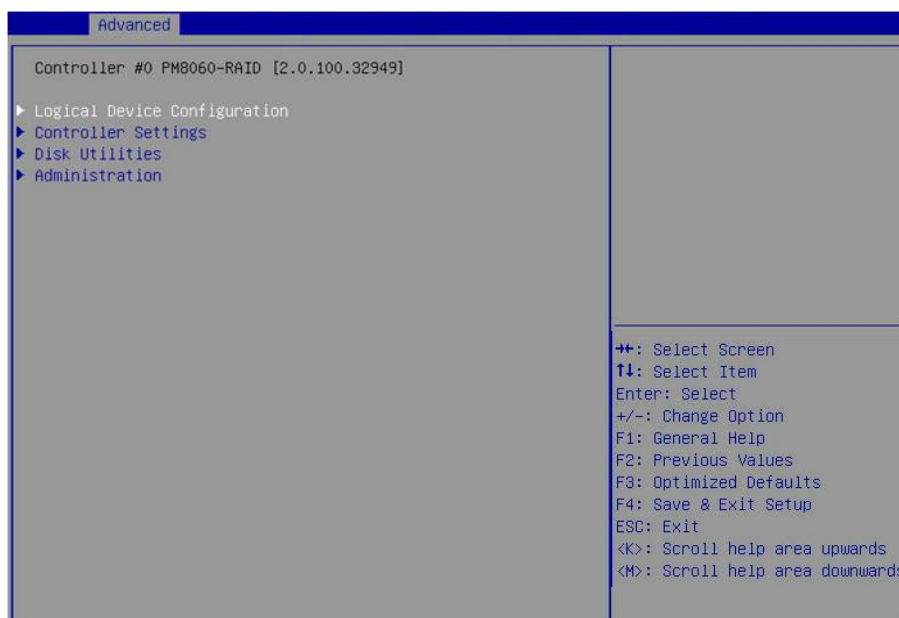 Advanced
Controller #0 PM8060-RAID [2.0.100.32949]
Logical Device Configuration
Controller Settings
Disk Utilities
Administration
→←: Select Screen
↑↓: Select Item
Enter: Select
+/-: Change Option
F1: General Help
F2: Previous Values
F3: Optimized Defaults
F4: Save & Exit Setup
ESC: Exit
<K>: Scroll help area upwards
<M>: Scroll help area downwards